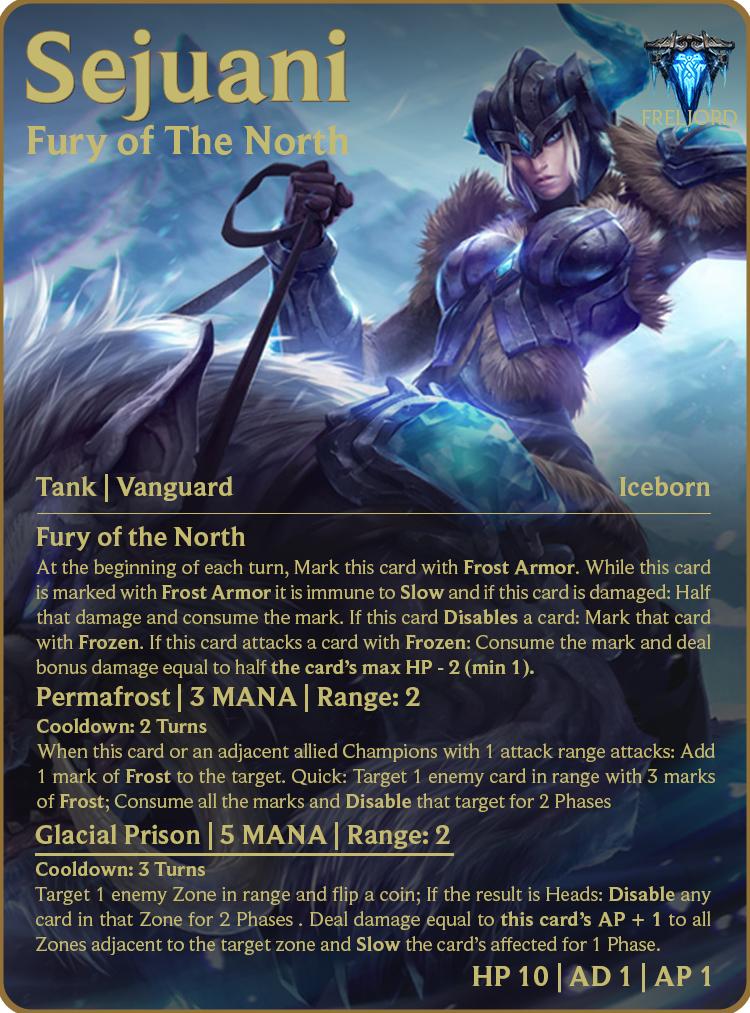 Sejuani
Fury of The North
FRELJORD
Tank | Vanguard
Iceborn
Fury of the North
At the beginning of each turn, Mark this card with Frost Armor. While this card
is marked with Frost Armor it is immune to Slow and if this card is damaged: Half
that damage and consume the mark. If this card Disables a card: Mark that card
with Frozen. If this card attacks a card with Frozen: Consume the mark and deal
bonus damage equal to half the card's max HP - 2 (min 1).
Permafrost | 3 MANA | Range: 2
Cooldown: 2 Turns
When this card or an adjacent allied Champions with 1 attack range attacks: Add
1 mark of Frost to the target. Quick: Target 1 enemy card in range with 3 marks
of Frost; Consume all the marks and Disable that target for 2 Phases
Glacial Prison | 5 MANA | Range: 2
Cooldown: 3 Turns
Target 1 enemy Zone in range and flip a coin; If the result is Heads: Disable any
card in that Zone for 2 Phases . Deal damage equal to this card's AP + 1 to all
Zones adjacent to the target zone and Slow the card's affected for 1 Phase.
HP 10 | AD 1 | AP 1